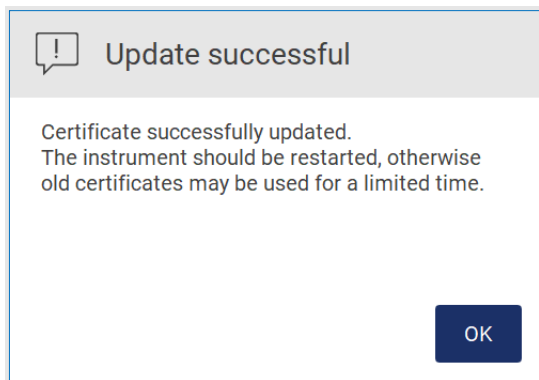 Update successful
Certificate successfully updated.
The instrument should be restarted, otherwise
old certificates may be used for a limited time.
OK